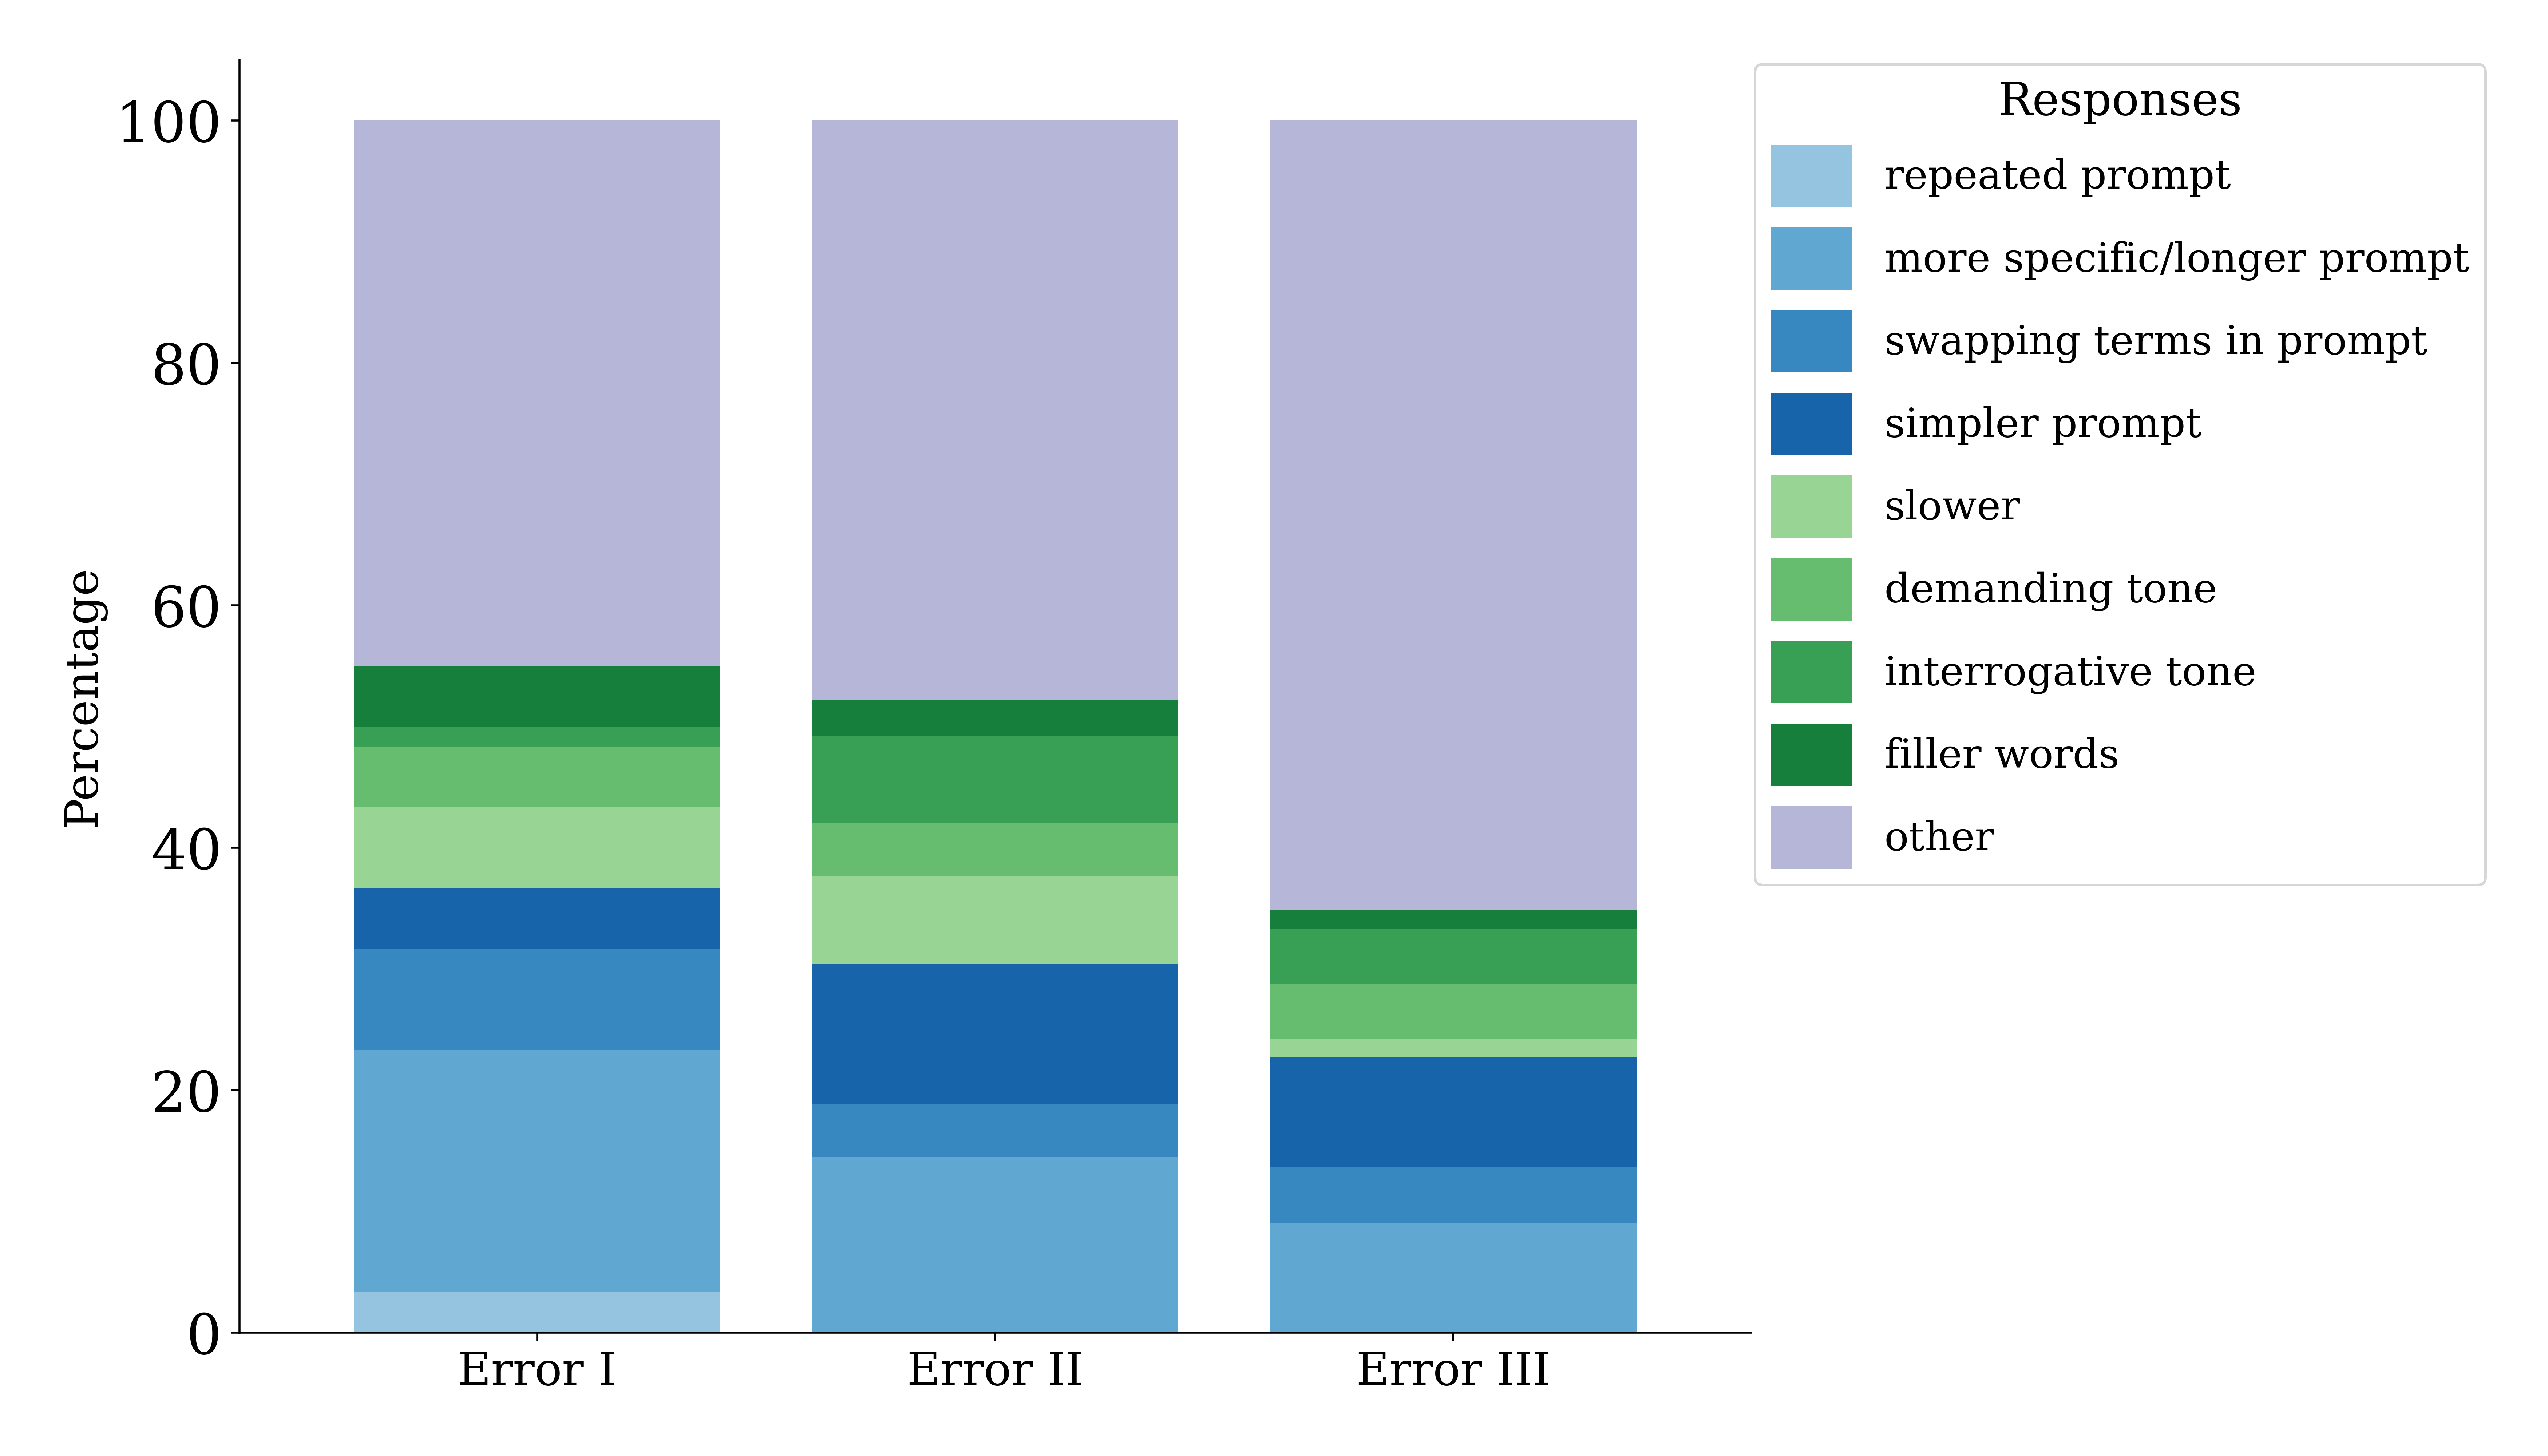 Percentage
100
80
60
40
20
0
Error I
Error II
Error III
Responses
repeated prompt
more specific/longer prompt
swapping terms in prompt
simpler prompt
slower
demanding tone
interrogative tone
filler words
other